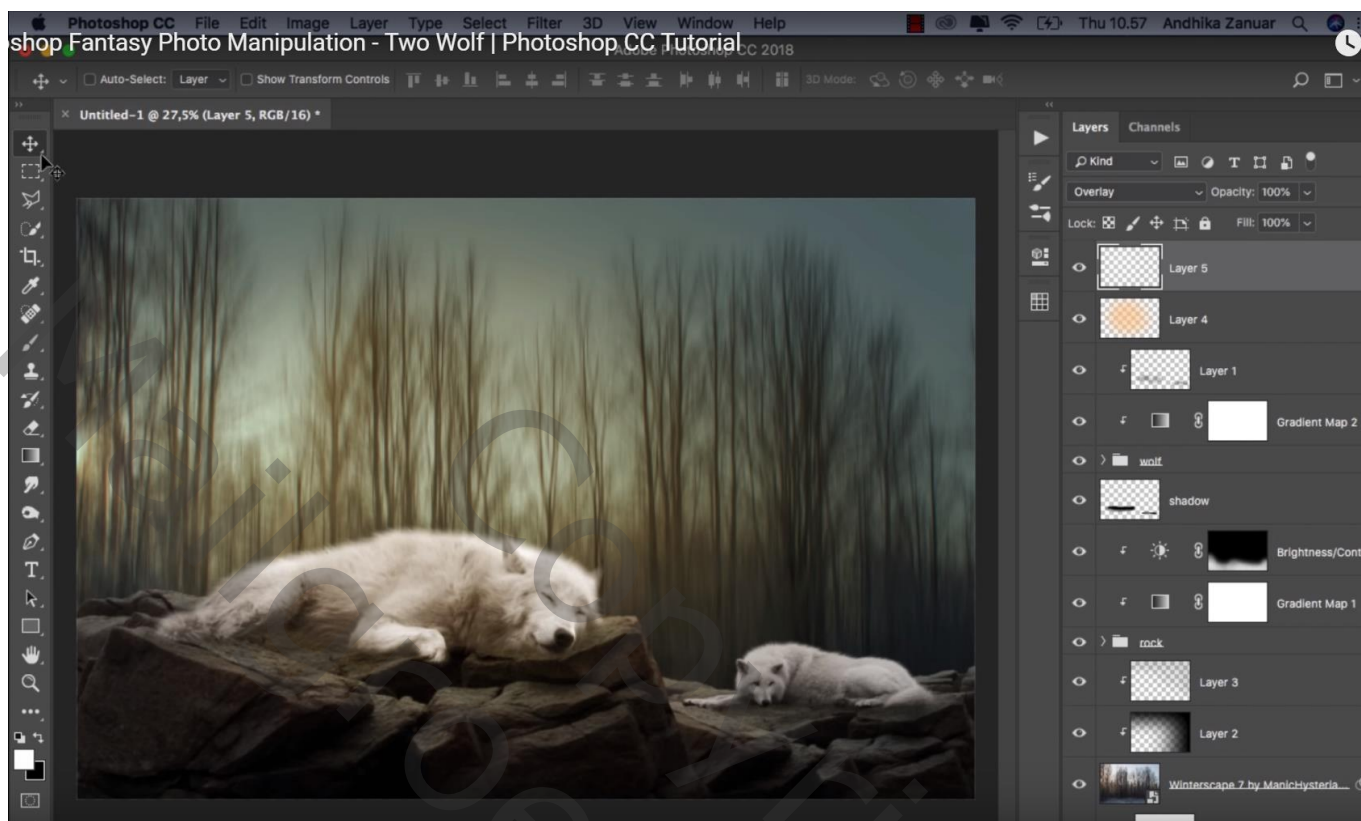 Photoshop CC File Edit Image Layer Type Select Filter 3D View Window Help Thu 10.57 Andhika Zanuar
shop Fantasy Photo Manipulation - Two Wolf | Photoshop CC Tutorial
Adobe Photoshop CC 2018
Auto-Select: Layer Show Transform Controls 3D Mode:
× Untitled-1 @ 27,5% (Layer 5, RGB/16) *
Layers Channels
Kind
Overlay Opacity: 100%
Lock: Fill: 100%
Layer 5
Layer 4
Layer 1
Gradient Map 2
wolf
shadow
Brightness/Cont
Gradient Map 1
rock
Layer 3
Layer 2
Winterscape 7 by ManicHysteria...